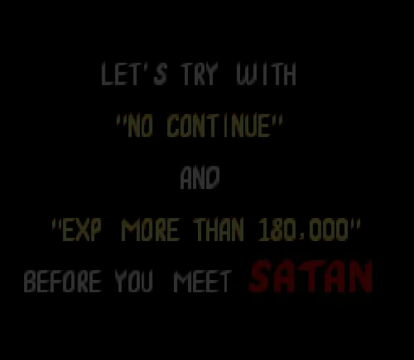 LET'S TRY WITH
"NO CONTINUE"
AND
"EXP MORE THAN 180,000"
BEFORE YOU MEET SATAN